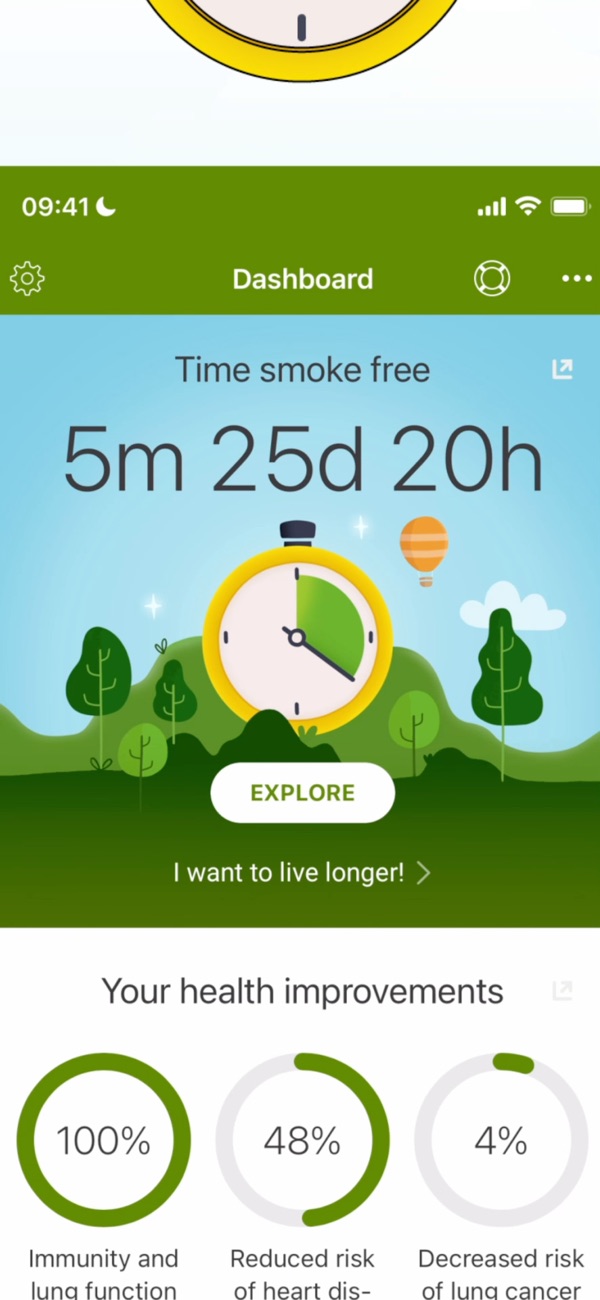 09:41
Dashboard
Time smoke free
5m 25d 20h
EXPLORE
I want to live longer!
Your health improvements
100%
48%
4%
Immunity and
lung function
Reduced risk
of heart dis-
Decreased risk
of lung cancer